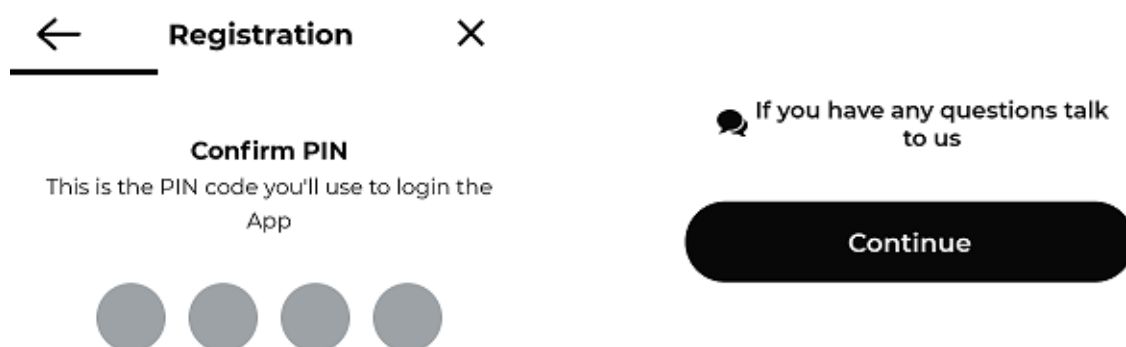 Registration
Confirm PIN
This is the PIN code you'll use to login the
App
If you have any questions talk
to us
Continue